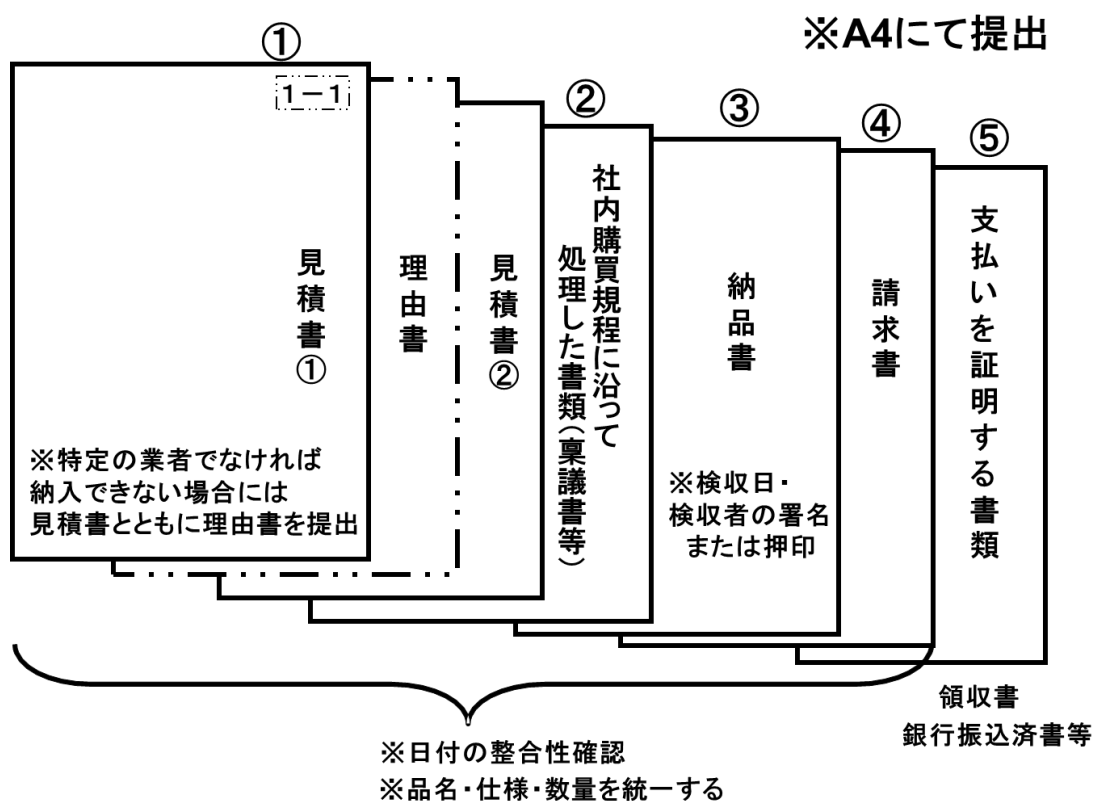 ※A4にて提出
①
1－1
見積書①
※特定の業者でなければ
納入できない場合には
見積書とともに理由書を提出
理由書
見積書②
②
社内購買規程に沿って
処理した書類(稟議書等)
③
納品書
※検収日・
検収者の署名
または押印
④
請求書
⑤
支払いを証明する書類
領収書
銀行振込済書等
※日付の整合性確認
※品名・仕様・数量を統一する